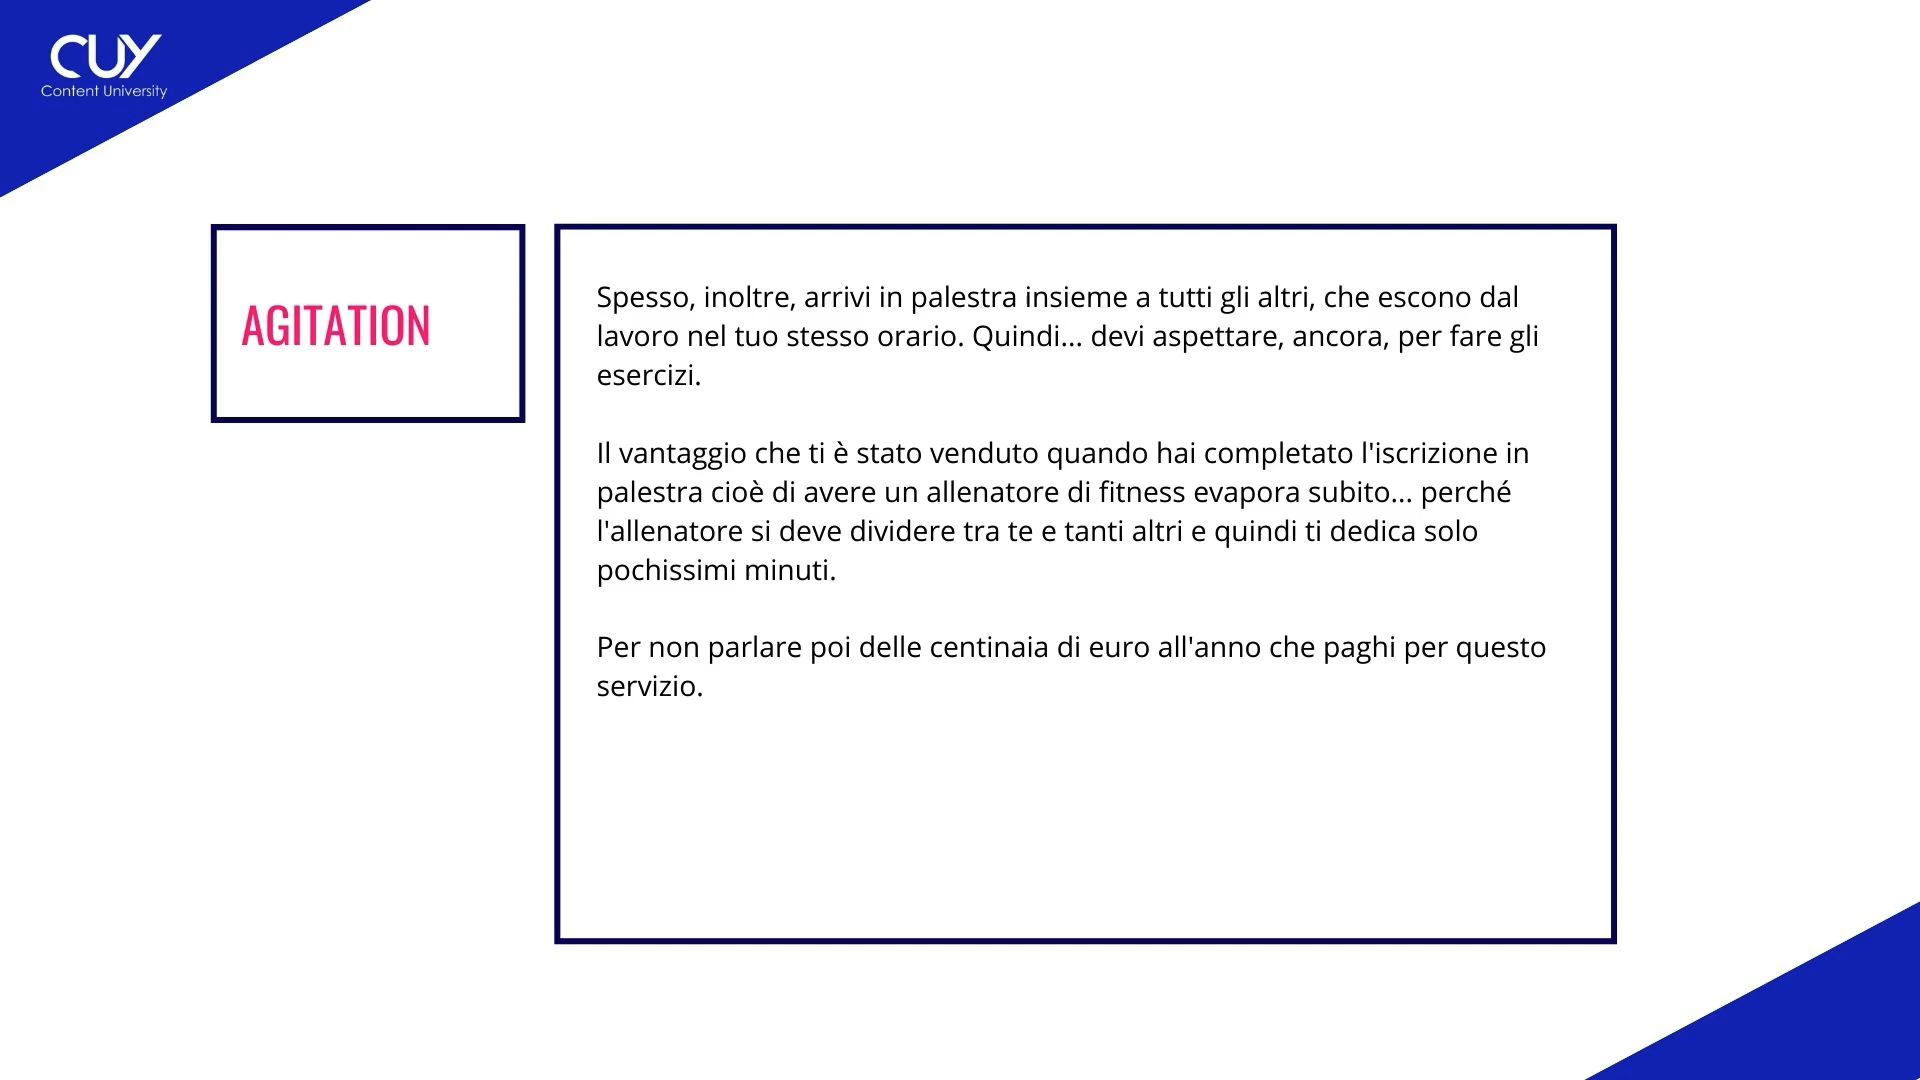 CUY
Content University
AGITATION
Spesso, inoltre, arrivi in palestra insieme a tutti gli altri, che escono dal
lavoro nel tuo stesso orario. Quindi... devi aspettare, ancora, per fare gli
esercizi.
Il vantaggio che ti è stato venduto quando hai completato l'iscrizione in
palestra cioè di avere un allenatore di fitness evapora subito... perché
l'allenatore si deve dividere tra te e tanti altri e quindi ti dedica solo
pochissimi minuti.
Per non parlare poi delle centinaia di euro all'anno che paghi per questo
servizio.